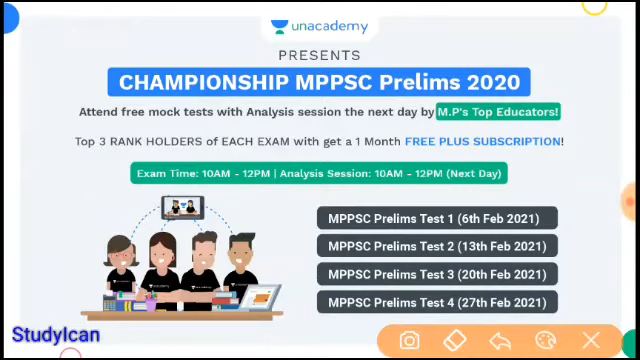 unacademy
PRESENTS
CHAMPIONSHIP MPPSC Prelims 2020
Attend free mock tests with Analysis session the next day by M.P's Top Educators!
Top 3 RANK HOLDERS of EACH EXAM with get a 1 Month FREE PLUS SUBSCRIPTION!
Exam Time: 10AM - 12PM | Analysis Session: 10AM - 12PM (Next Day)
MPPSC Prelims Test 1 (6th Feb 2021)
MPPSC Prelims Test 2 (13th Feb 2021)
MPPSC Prelims Test 3 (20th Feb 2021)
MPPSC Prelims Test 4 (27th Feb 2021)
StudyIcan